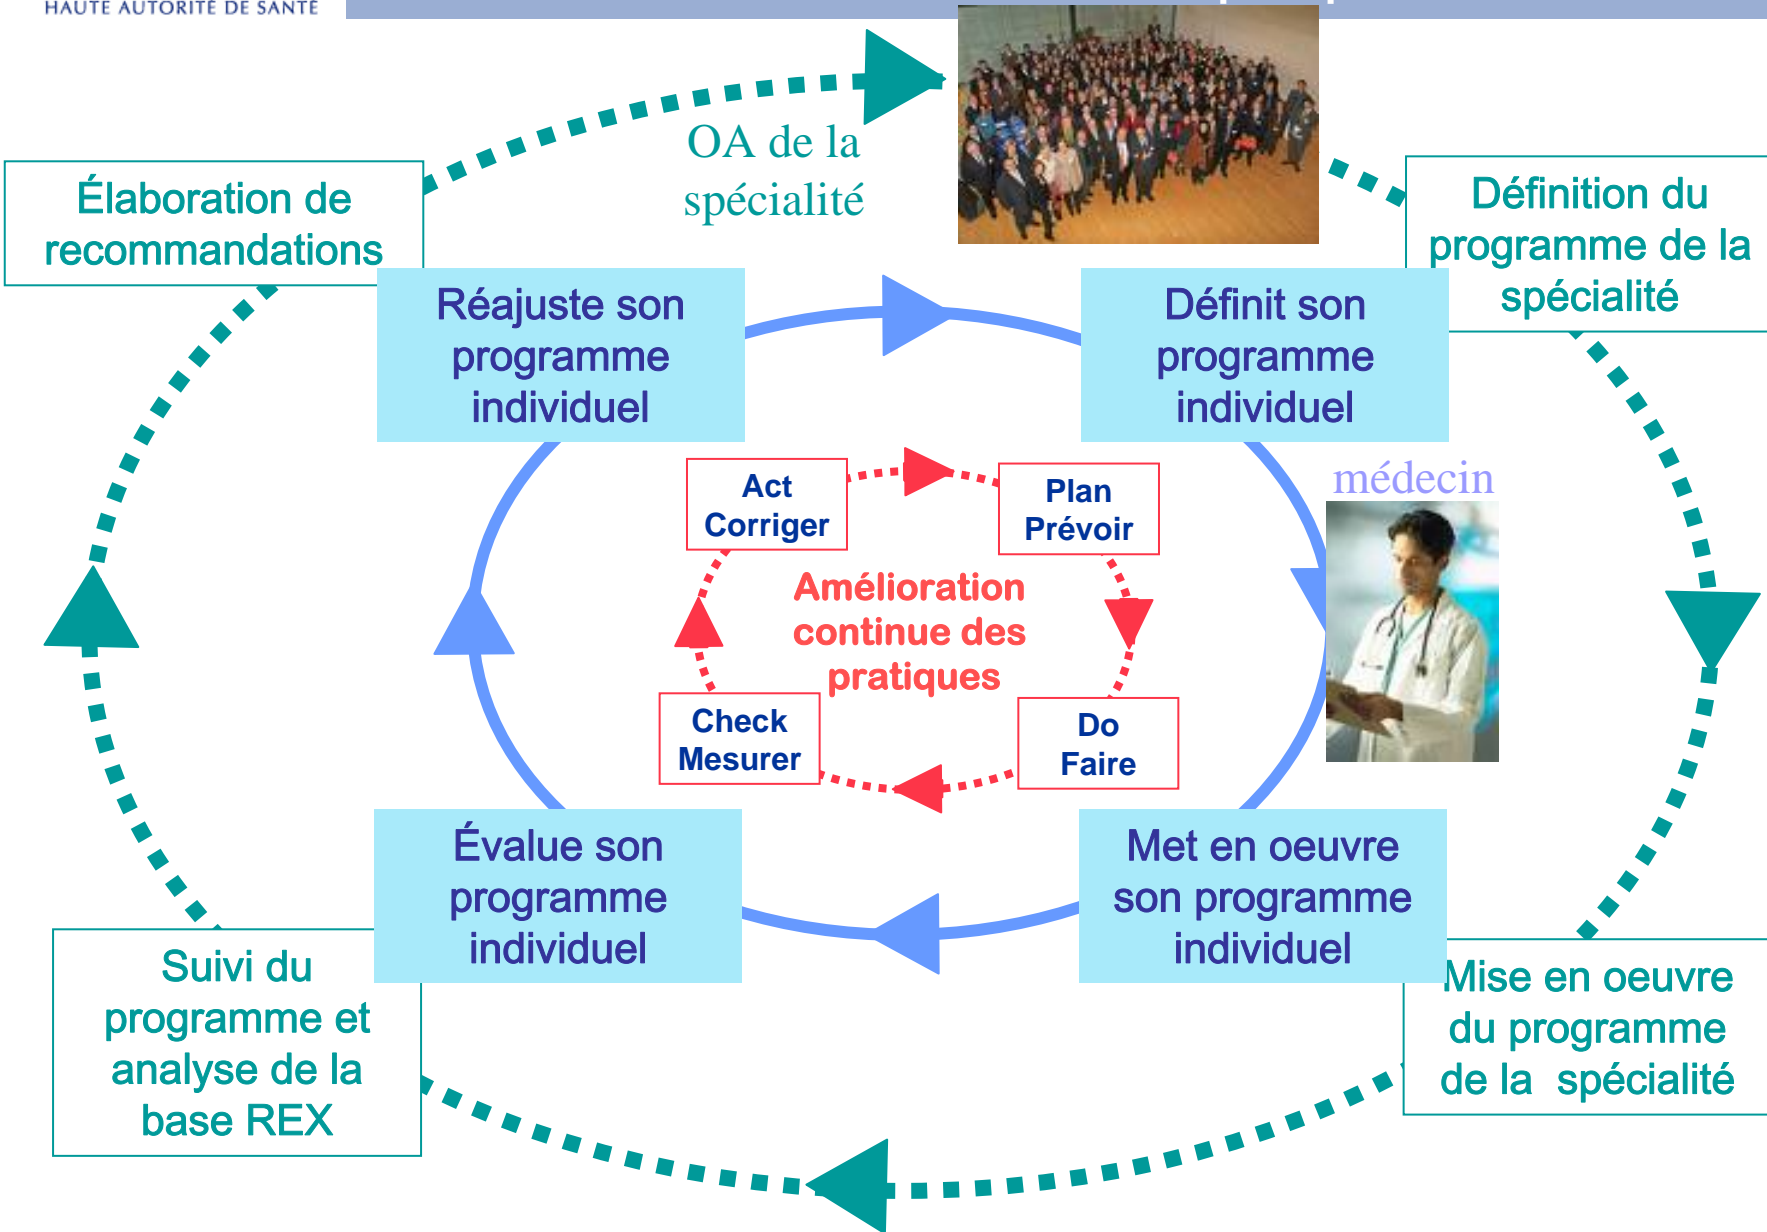 HAUTE AUTORITÉ DE SANTÉ
OA de la
spécialité
Élaboration de
recommandations
Définition du
programme de la
spécialité
Réajuste son
programme
individuel
Définit son
programme
individuel
médecin
Act
Corriger
Plan
Prévoir
Amélioration
continue des
pratiques
Check
Mesurer
Do
Faire
Évalue son
programme
individuel
Met en oeuvre
son programme
individuel
Suivi du
programme et
analyse de la
base REX
Mise en oeuvre
du programme
de la spécialité